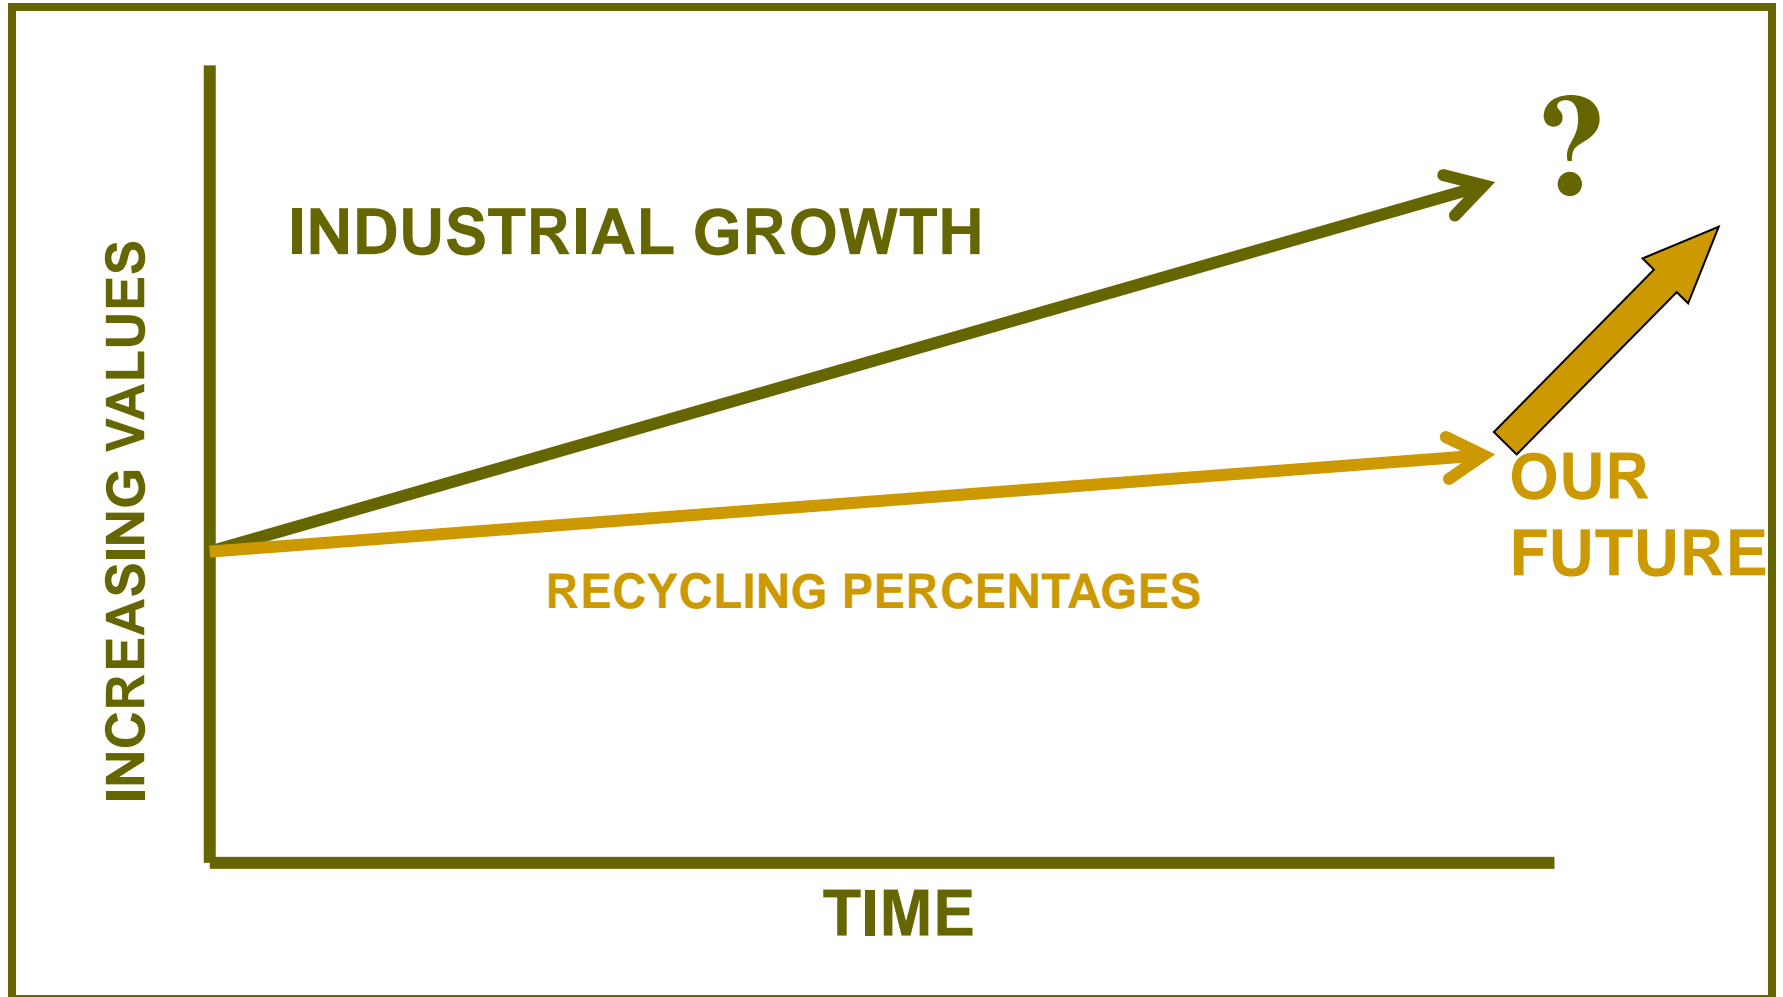 ?
INDUSTRIAL GROWTH
INCREASING VALUES
OUR
FUTURE
RECYCLING PERCENTAGES
TIME